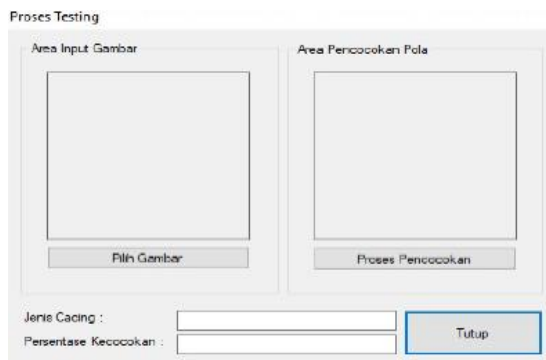 Proses Testing
Area Input Gambar
Area Pencocokan Pola
Pilih Gambar
Proses Pencocokan
Jenis Cacing :
Persentase Kecocokan :
Tutup